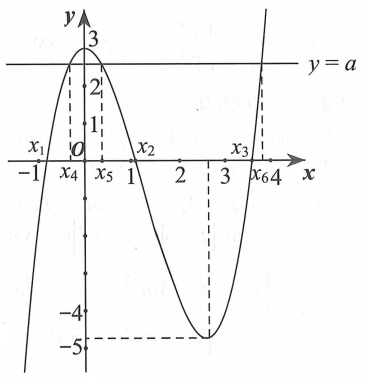 y
3
y = a
2
1
x₁ O x₂ x₃
−1 x₄ x₅ 1 2 3 x₆ 4 x
−4
−5